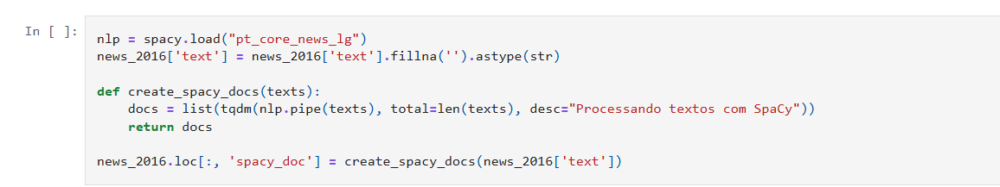 In [ ]:
nlp = spacy.load("pt_core_news_lg")
news_2016['text'] = news_2016['text'].fillna('').astype(str)

def create_spacy_docs(texts):
    docs = list(tqdm(nlp.pipe(texts), total=len(texts), desc="Processando textos com SpaCy"))
    return docs

news_2016.loc[:, 'spacy_doc'] = create_spacy_docs(news_2016['text'])